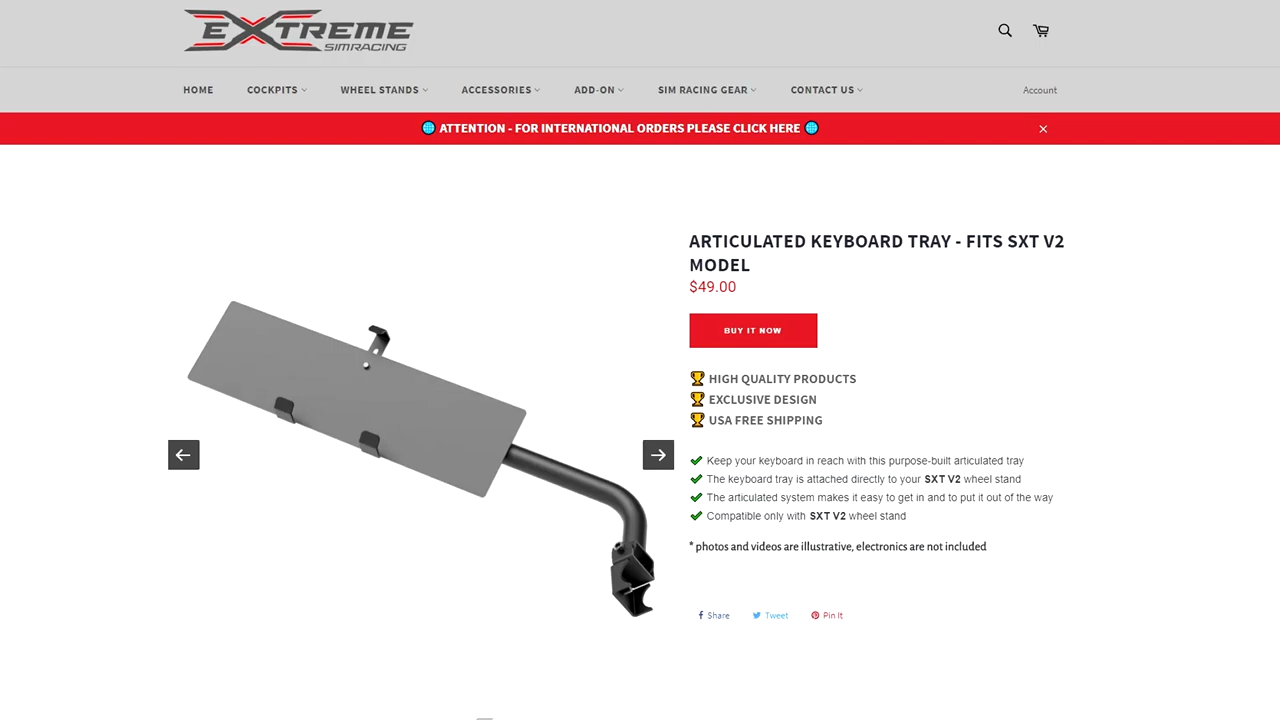 EXTREME
SIMRACING
HOME COCKPITS WHEEL STANDS ACCESSORIES ADD-ON SIM RACING GEAR CONTACT US Account
ATTENTION - FOR INTERNATIONAL ORDERS PLEASE CLICK HERE
ARTICULATED KEYBOARD TRAY - FITS SXT V2
MODEL
$49.00
BUY IT NOW
HIGH QUALITY PRODUCTS
EXCLUSIVE DESIGN
USA FREE SHIPPING
Keep your keyboard in reach with this purpose-built articulated tray
The keyboard tray is attached directly to your SXT V2 wheel stand
The articulated system makes it easy to get in and to put it out of the way
Compatible only with SXT V2 wheel stand
* photos and videos are illustrative, electronics are not included
Share Tweet Pin It